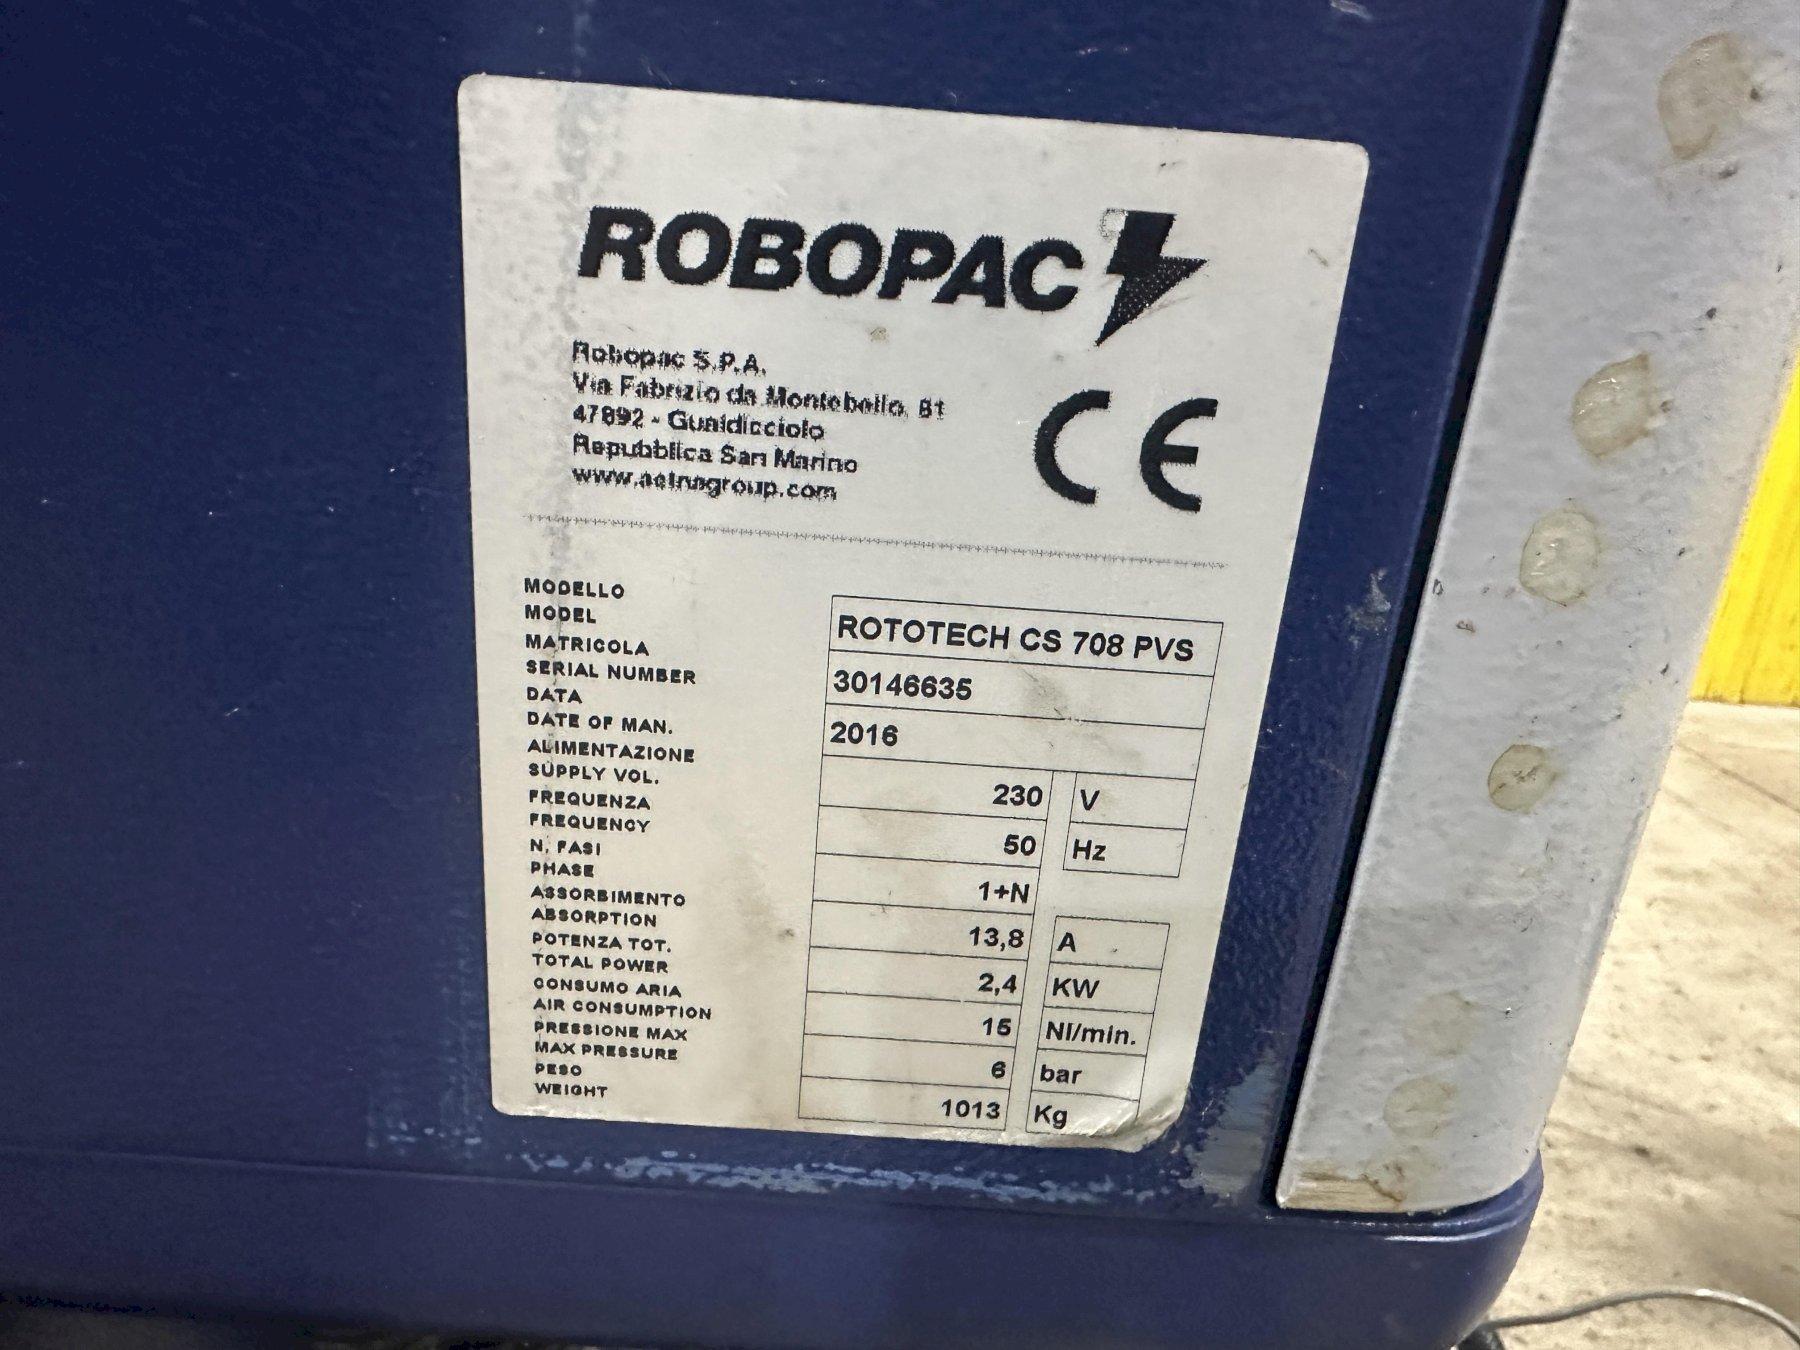 ROBOPAC
Robopac S.P.A.
Via Fabrizio da Montebello, 81
47892 - Gualdicciolo
Repubblica San Marino
www.aetnagroup.com
CE
MODELLO
MODEL
ROTOTECH CS 708 PVS
MATRICOLA
SERIAL NUMBER
30146635
DATA
DATE OF MAN.
2016
ALIMENTAZIONE
SUPPLY VOL.
230 V
FREQUENZA
FREQUENCY
50 Hz
N. FASI
PHASE
1+N
ASSORBIMENTO
ABSORPTION
13,8 A
POTENZA TOT.
TOTAL POWER
2,4 KW
CONSUMO ARIA
AIR CONSUMPTION
15 Nl/min.
PRESSIONE MAX
MAX PRESSURE
6 bar
PESO
WEIGHT
1013 Kg